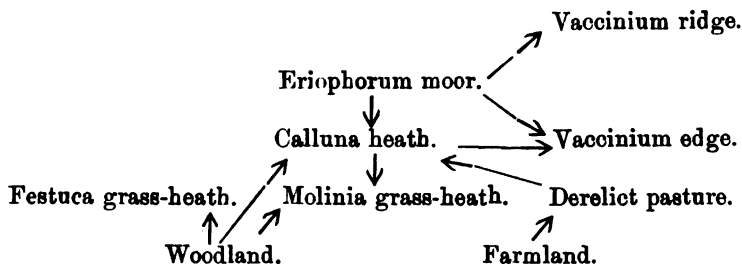 Vaccinium ridge.
Eriophorum moor.
Calluna heath. Vaccinium edge.
Festuca grass-heath. Molinia grass-heath. Derelict pasture.
Woodland. Farmland.